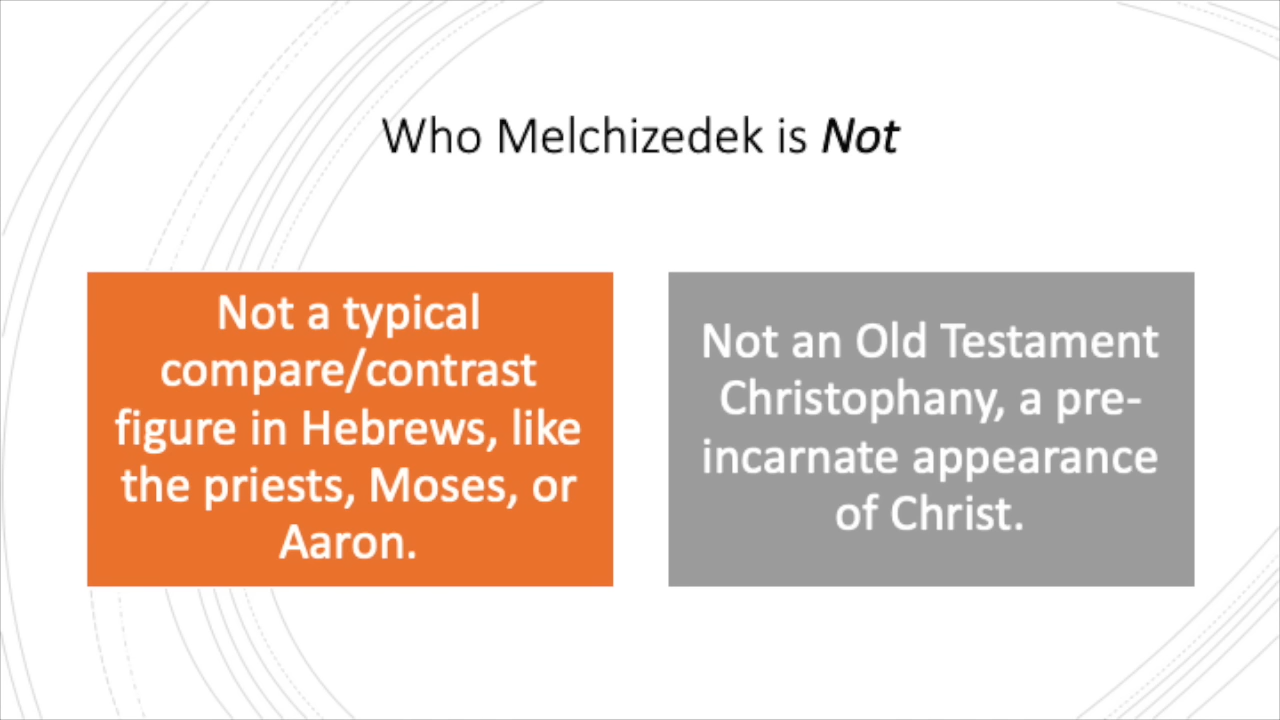 Who Melchizedek is Not
Not a typical
compare/contrast
figure in Hebrews, like
the priests, Moses, or
Aaron.
Not an Old Testament
Christophany, a pre-
incarnate appearance
of Christ.